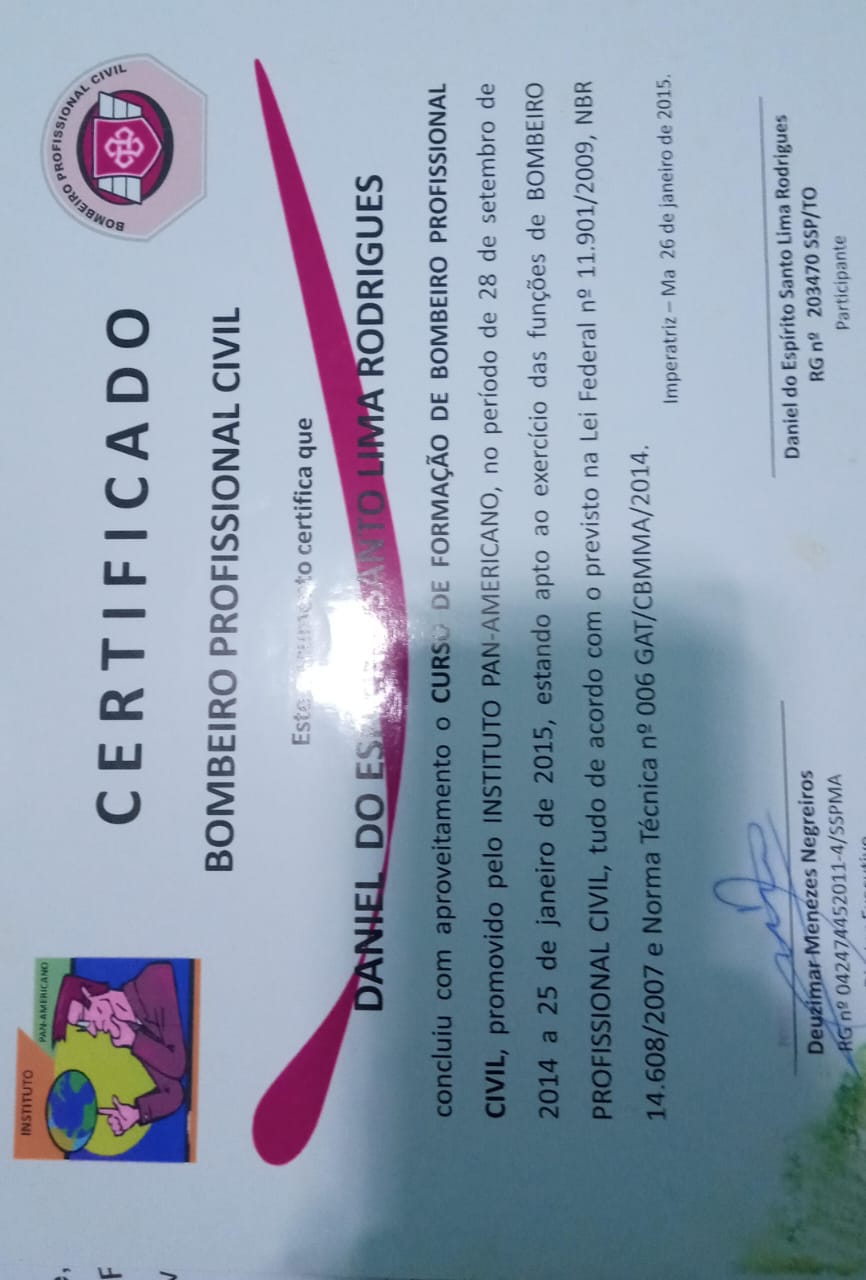 INSTITUTO
PAN-AMERICANO
BOMBEIRO PROFISSIONAL CIVIL
CERTIFICADO
BOMBEIRO PROFISSIONAL CIVIL
certifica que
DANIEL DO ESPÍRITO SANTO LIMA RODRIGUES
concluiu com aproveitamento o CURSO DE FORMAÇÃO DE BOMBEIRO PROFISSIONAL
CIVIL, promovido pelo INSTITUTO PAN-AMERICANO, no período de 28 de setembro de
2014 a 25 de janeiro de 2015, estando apto ao exercício das funções de BOMBEIRO
PROFISSIONAL CIVIL, tudo de acordo com o previsto na Lei Federal nº 11.901/2009, NBR
14.608/2007 e Norma Técnica nº 006 GAT/CBMMA/2014.
Imperatriz – Ma 26 de janeiro de 2015.
Deuzimar Menezes Negreiros
RG nº 042474452011-4/SSPMA
Daniel do Espírito Santo Lima Rodrigues
RG nº 203470 SSP/TO
Participante